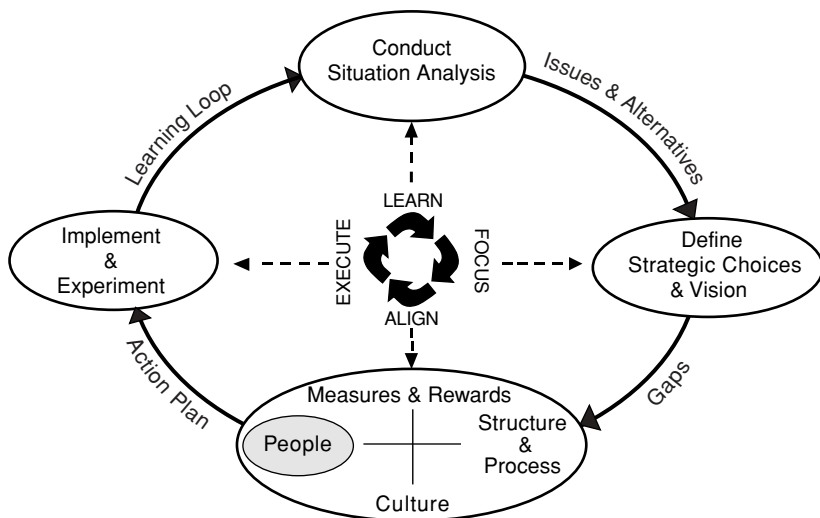 Conduct
Situation Analysis
Issues & Alternatives
Learning Loop
LEARN
FOCUS
EXECUTE
ALIGN
Implement
&
Experiment
Define
Strategic Choices
& Vision
Gaps
Action Plan
Measures & Rewards
People
Structure
&
Process
Culture